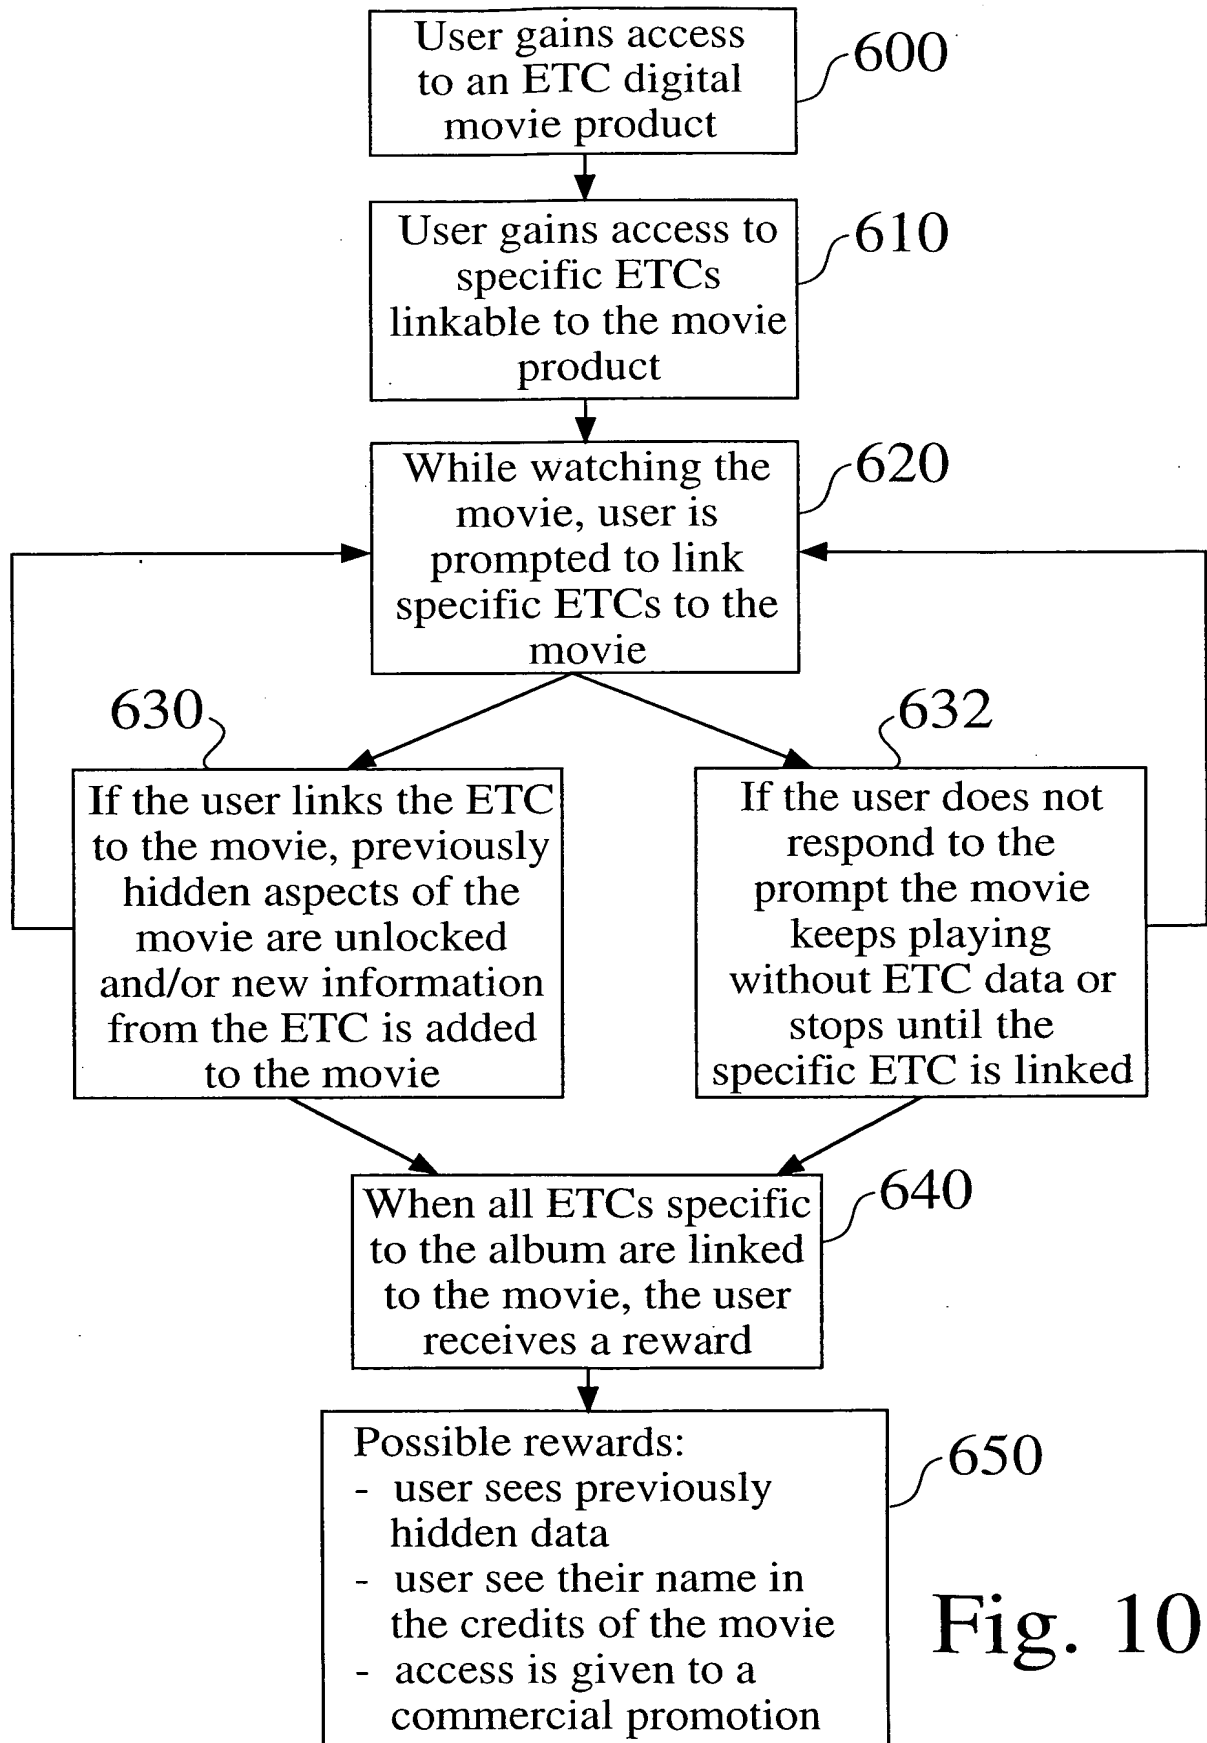 User gains access
to an ETC digital
movie product
600
User gains access to
specific ETCs
linkable to the movie
product
610
While watching the
movie, user is
prompted to link
specific ETCs to the
movie
620
630
If the user links the ETC
to the movie, previously
hidden aspects of the
movie are unlocked
and/or new information
from the ETC is added
to the movie
632
If the user does not
respond to the
prompt the movie
keeps playing
without ETC data or
stops until the
specific ETC is linked
When all ETCs specific
to the album are linked
to the movie, the user
receives a reward
640
Possible rewards:
- user sees previously
hidden data
- user see their name in
the credits of the movie
- access is given to a
commercial promotion
650
Fig. 10